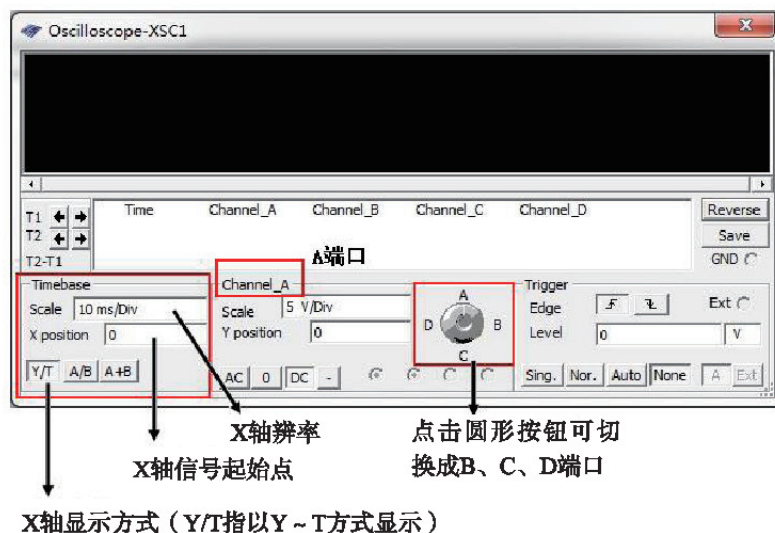 Oscilloscope-XSC1
Time Channel_A Channel_B Channel_C Channel_D
T1
T2
T2-T1
A端口
Reverse
Save
GND
Timebase
Scale 10 ms/Div
X position 0
Y/T A/B A+B
Channel_A
Scale 5 V/Div
Y position 0
AC 0 DC -
A
D B
C
Trigger
Edge Ext
Level 0 V
Sing. Nor. Auto None A Ext
X轴辨率
X轴信号起始点
点击圆形按钮可切
换成B、C、D端口
X轴显示方式（Y/T指以Y~T方式显示）